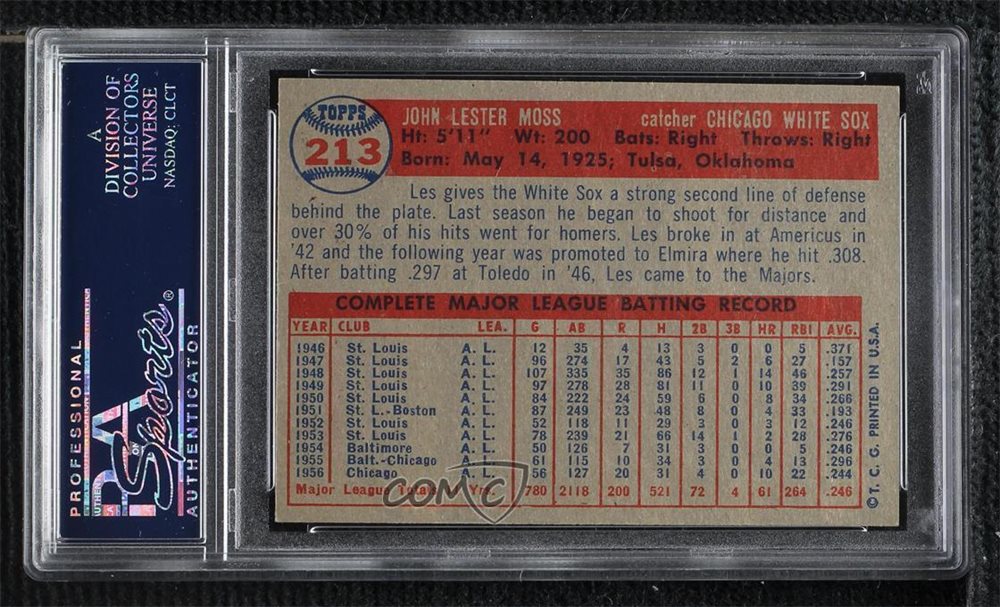 A
DIVISION OF
COLLECTORS
UNIVERSE
NASDAQ: CLCT
PROFESSIONAL
PSA
ON
Sports®
AUTHENTICATOR
TOPPS
213
JOHN LESTER MOSS catcher CHICAGO WHITE SOX
Ht: 5'11" Wt: 200 Bats: Right Throws: Right
Born: May 14, 1925; Tulsa, Oklahoma
Les gives the White Sox a strong second line of defense
behind the plate. Last season he began to shoot for distance and
over 30% of his hits went for homers. Les broke in at Americus in
'42 and the following year was promoted to Elmira where he hit .308.
After batting .297 at Toledo in '46, Les came to the Majors.
COMPLETE MAJOR LEAGUE BATTING RECORD
YEAR CLUB LEA. G AB R H 2B 3B HR RBI AVG.
1946 St. Louis A. L. 12 35 4 13 3 0 0 5 .371
1947 St. Louis A. L. 96 274 17 43 5 2 6 27 .157
1948 St. Louis A. L. 107 335 35 86 12 1 14 46 .257
1949 St. Louis A. L. 97 278 28 81 11 0 10 39 .291
1950 St. Louis A. L. 84 222 24 59 6 0 8 34 .266
1951 St. L.-Boston A. L. 87 249 23 48 8 0 4 33 .193
1952 St. Louis A. L. 52 118 11 29 3 0 3 12 .246
1953 St. Louis A. L. 78 239 21 66 14 1 2 28 .276
1954 Baltimore A. L. 50 126 7 31 3 0 0 5 .246
1955 Balt.-Chicago A. L. 61 115 10 34 3 0 4 13 .296
1956 Chicago A. L. 56 127 20 31 4 0 10 22 .244
Major League Totals Yrs. 780 2118 200 521 72 4 61 264 .246
© T. C. G. PRINTED IN U.S.A.
COMC